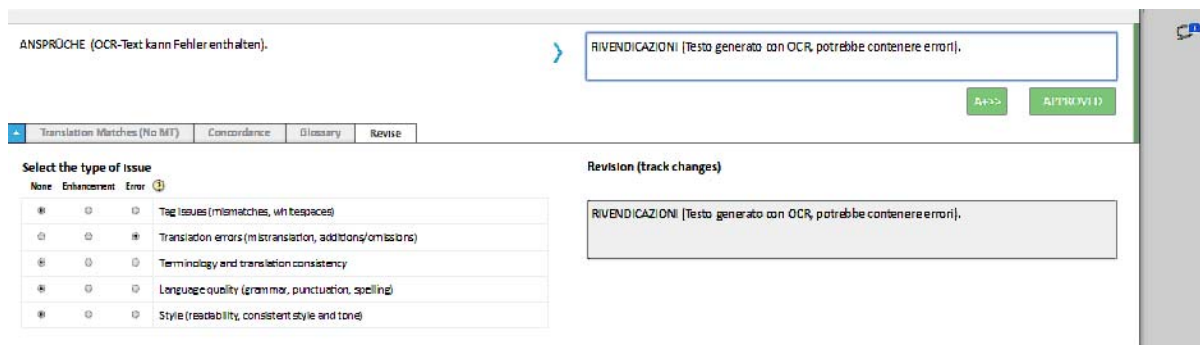 ANSPRÜCHE (OCR-Text kann Fehler enthalten).
RIVENDICAZIONI (Testo generato con OCR, potrebbe contenere errori).
A+>>
APPROVED
Translation Matches (No MT)
Concordance
Glossary
Revise
Select the type of issue
Revision (track changes)
None Enhancement Error
Tag issues (mismatches, whitespaces)
RIVENDICAZIONI (Testo generato con OCR, potrebbe contenere errori).
Translation errors (mistranslation, additions/omissions)
Terminology and translation consistency
Language quality (grammar, punctuation, spelling)
Style (readability, consistent style and tone)